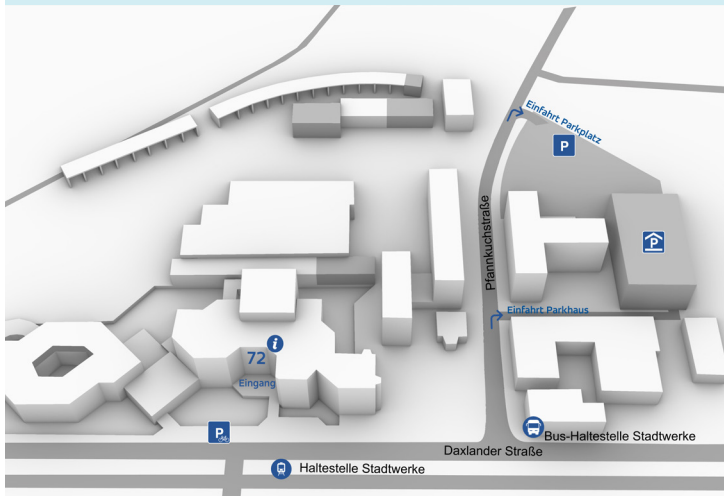 Einfahrt Parkplatz
P
Pfannkuchstraße
P
Einfahrt Parkhaus
i
72
Eingang
P
Bus-Haltestelle Stadtwerke
Daxlander Straße
Haltestelle Stadtwerke